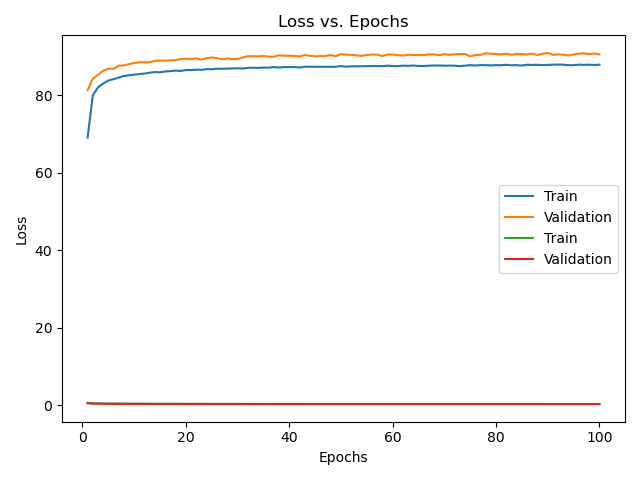 Loss vs. Epochs
Loss
80
60
40
20
0
Train
Validation
Train
Validation
0 20 40 60 80 100
Epochs